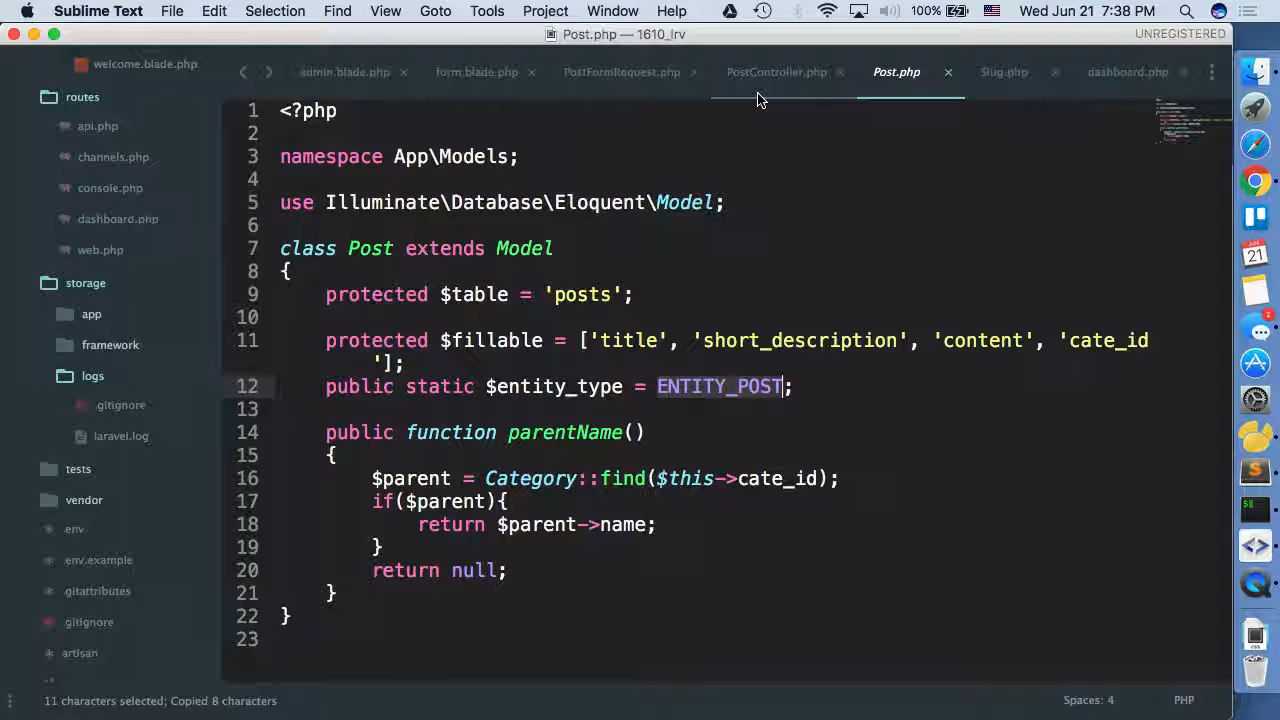 Sublime Text File Edit Selection Find View Goto Tools Project Window Help 100% Wed Jun 21 7:38 PM
Post.php — 1610_lrv UNREGISTERED
admin.blade.php form.blade.php PostFormRequest.php PostController.php Post.php Slug.php dashboard.php
welcome.blade.php
routes
api.php
channels.php
console.php
dashboard.php
web.php
storage
app
framework
logs
.gitignore
laravel.log
tests
vendor
.env
.env.example
.gitattributes
.gitignore
artisan
1 <?php
2
3 namespace App\Models;
4
5 use Illuminate\Database\Eloquent\Model;
6
7 class Post extends Model
8 {
9 protected $table = 'posts';
10
11 protected $fillable = ['title', 'short_description', 'content', 'cate_id
'];
12 public static $entity_type = ENTITY_POST;
13
14 public function parentName()
15 {
16 $parent = Category::find($this->cate_id);
17 if($parent){
18 return $parent->name;
19 }
20 return null;
21 }
22 }
23
21
2
11 characters selected; Copied 8 characters Spaces: 4 PHP